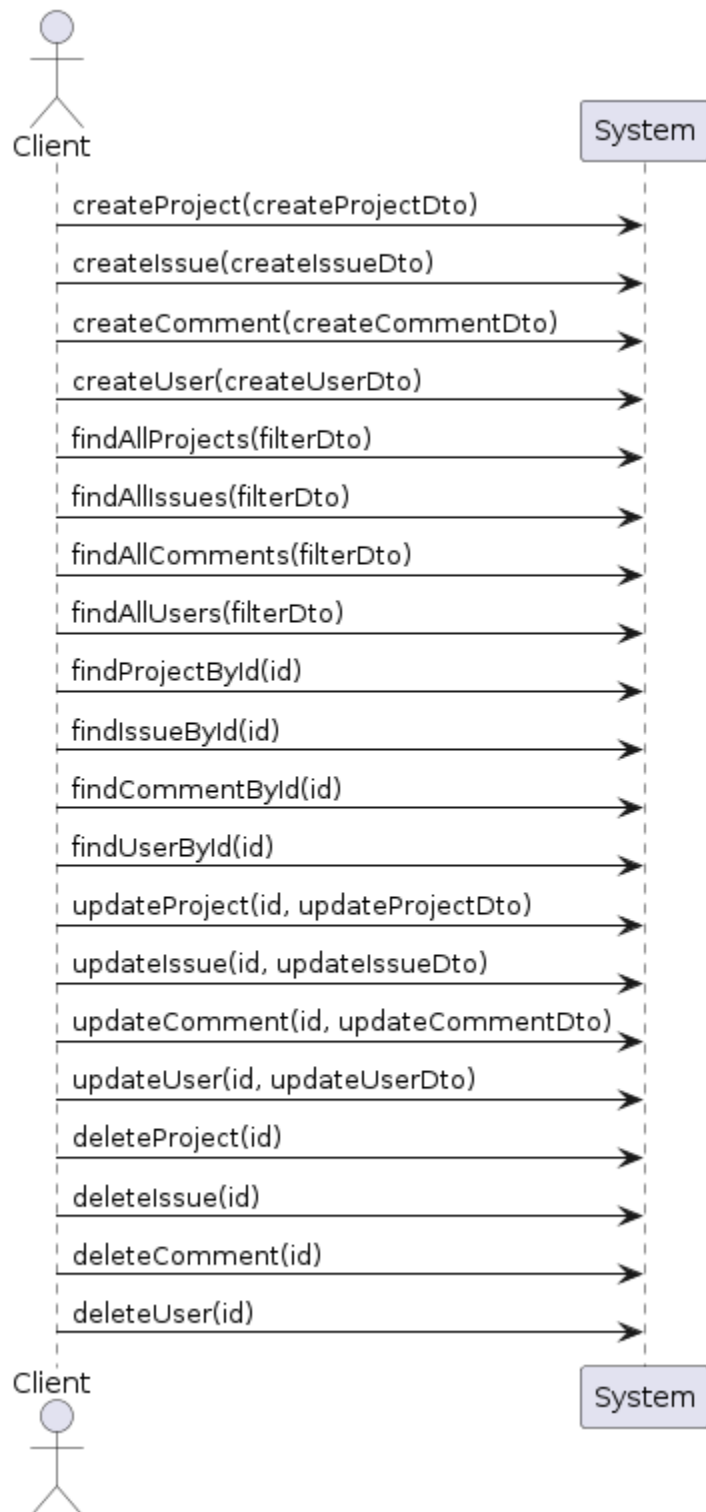 Client
System
createProject(createProjectDto)
createIssue(createIssueDto)
createComment(createCommentDto)
createUser(createUserDto)
findAllProjects(filterDto)
findAllIssues(filterDto)
findAllComments(filterDto)
findAllUsers(filterDto)
findProjectById(id)
findIssueById(id)
findCommentById(id)
findUserById(id)
updateProject(id, updateProjectDto)
updateIssue(id, updateIssueDto)
updateComment(id, updateCommentDto)
updateUser(id, updateUserDto)
deleteProject(id)
deleteIssue(id)
deleteComment(id)
deleteUser(id)
Client
System